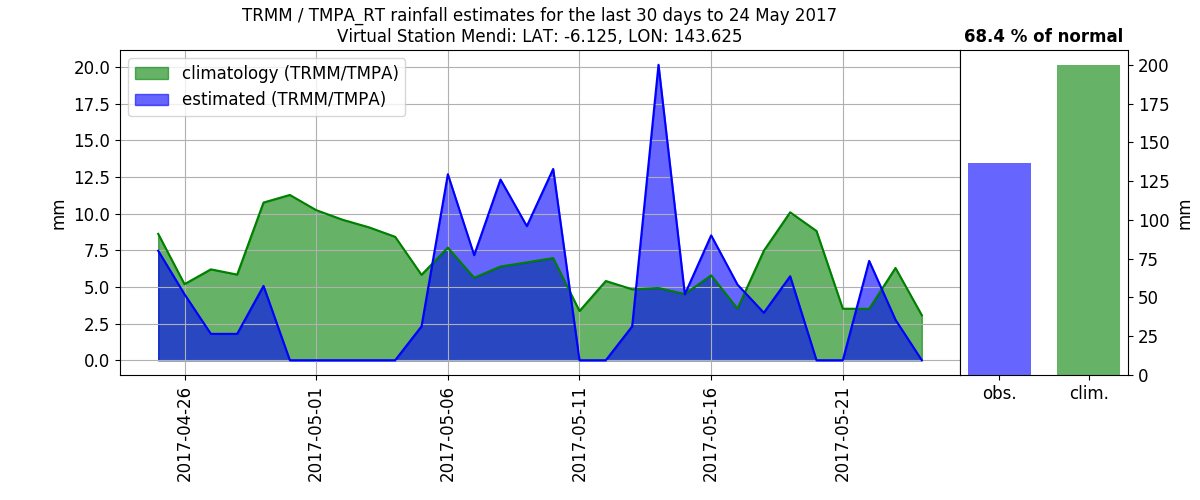 TRMM / TMPA_RT rainfall estimates for the last 30 days to 24 May 2017
Virtual Station Mendi: LAT: -6.125, LON: 143.625
68.4 % of normal
climatology (TRMM/TMPA)
estimated (TRMM/TMPA)
mm
20.0
17.5
15.0
12.5
10.0
7.5
5.0
2.5
0.0
2017-04-26
2017-05-01
2017-05-06
2017-05-11
2017-05-16
2017-05-21
obs.
clim.
200
175
150
125
100
75
50
25
0
mm